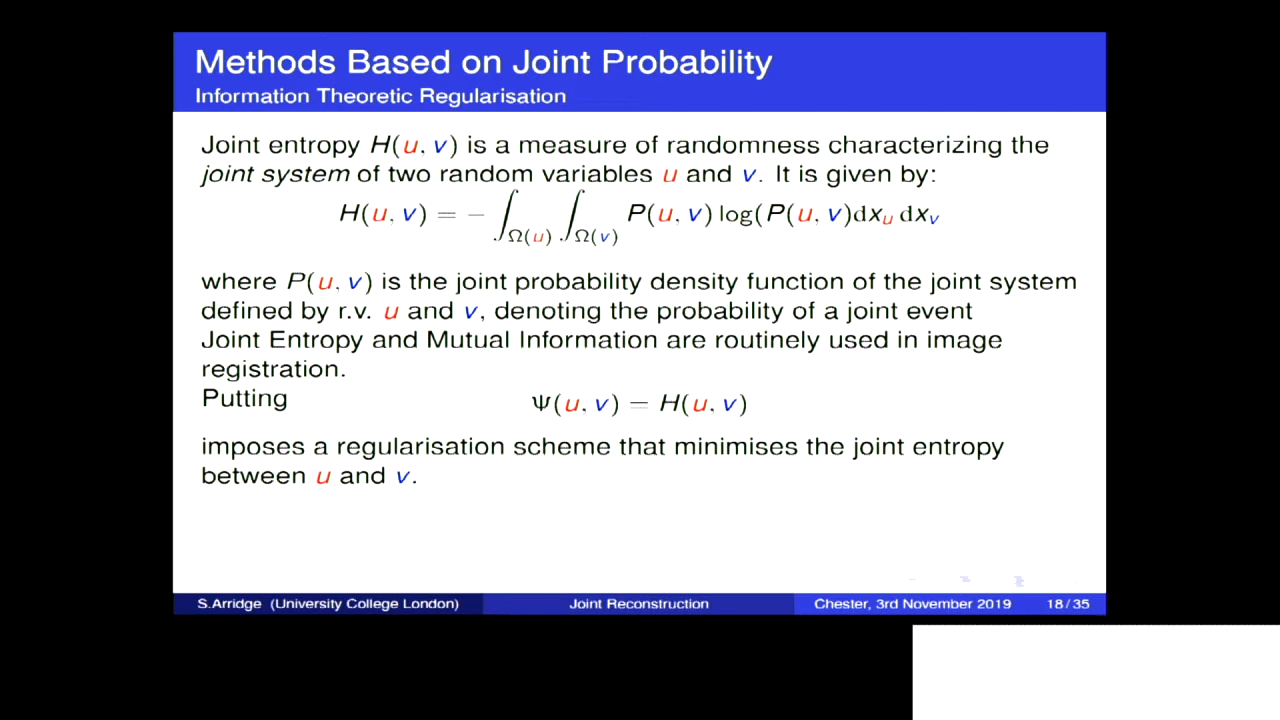 Methods Based on Joint Probability
Information Theoretic Regularisation
Joint entropy H(u, v) is a measure of randomness characterizing the
joint system of two random variables u and v. It is given by:
H(u, v) = − ∫_{Ω(u)} ∫_{Ω(v)} P(u, v) log(P(u, v)dx_u dx_v
where P(u, v) is the joint probability density function of the joint system
defined by r.v. u and v, denoting the probability of a joint event
Joint Entropy and Mutual Information are routinely used in image
registration.
Putting
Ψ(u, v) = H(u, v)
imposes a regularisation scheme that minimises the joint entropy
between u and v.
S.Arridge (University College London) Joint Reconstruction Chester, 3rd November 2019 18/35